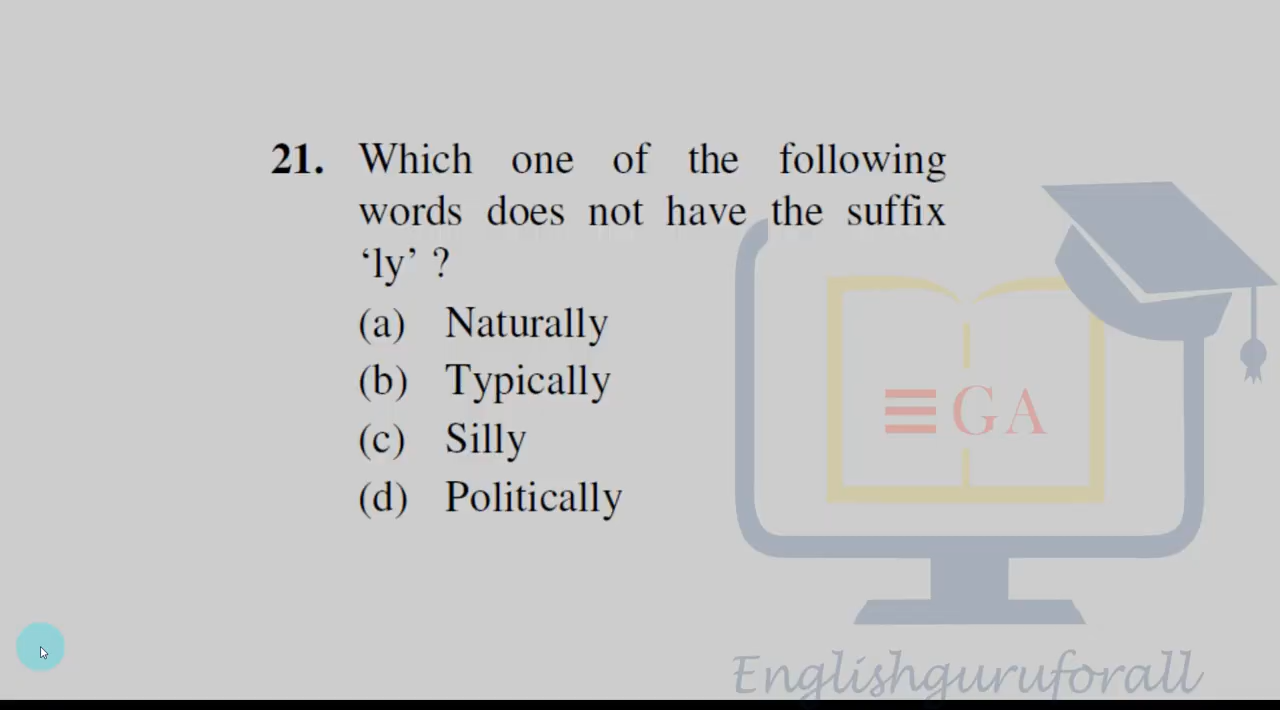 21. Which one of the following
words does not have the suffix
‘ly’ ?
(a) Naturally
(b) Typically
(c) Silly
(d) Politically
GA
Englishguruforall